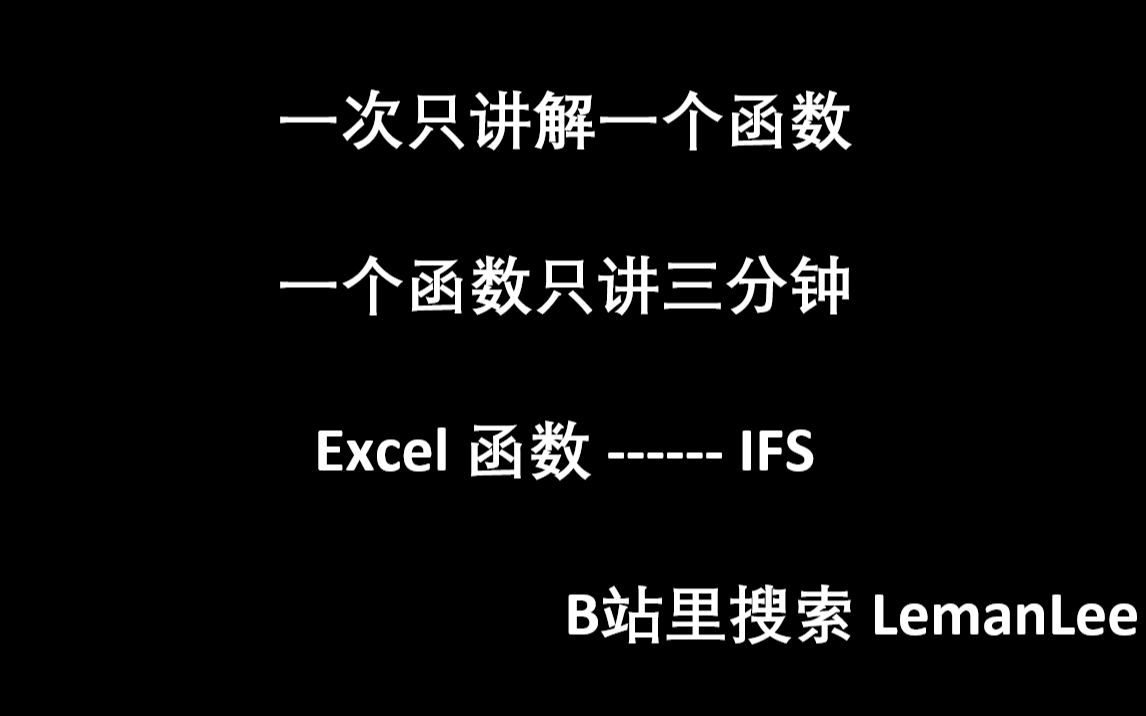 一次只讲解一个函数
一个函数只讲三分钟
Excel 函数 ------ IFS
B站里搜索 LemanLee